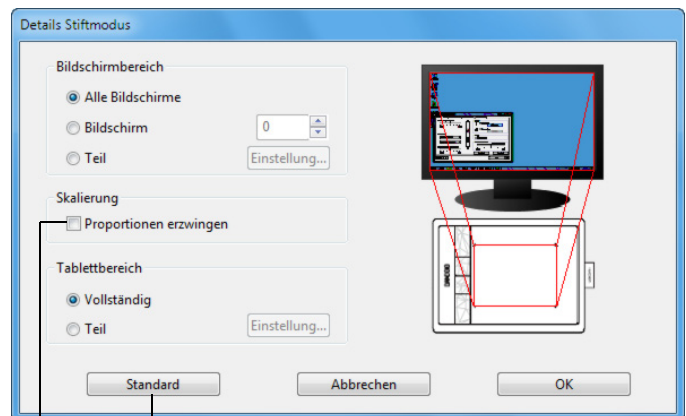 Details Stiftmodus
Bildschirmbereich
Alle Bildschirme
Bildschirm
0
Teil
Einstellung...
Skalierung
Proportionen erzwingen
Tablettbereich
Vollständig
Teil
Einstellung...
Standard
Abbrechen
OK